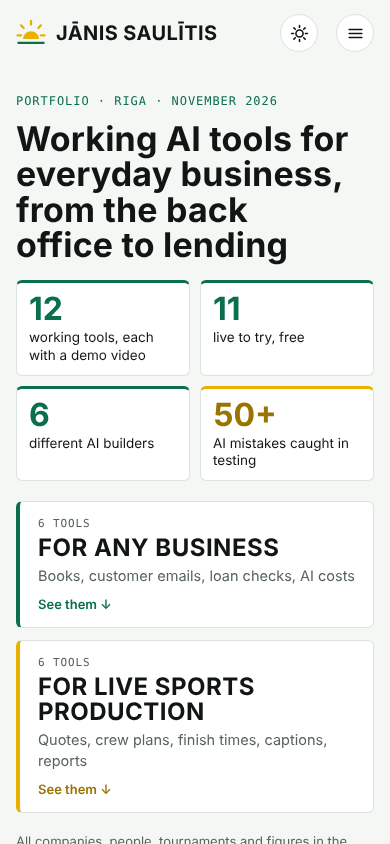 JĀNIS SAULĪTIS
PORTFOLIO · RIGA · NOVEMBER 2026
Working AI tools for
everyday business,
from the back
office to lending
12
working tools, each
with a demo video
11
live to try, free
6
different AI builders
50+
AI mistakes caught in
testing
6 TOOLS
FOR ANY BUSINESS
Books, customer emails, loan checks, AI costs
See them ↓
6 TOOLS
FOR LIVE SPORTS
PRODUCTION
Quotes, crew plans, finish times, captions,
reports
See them ↓
All companies, people, tournaments and figures in the